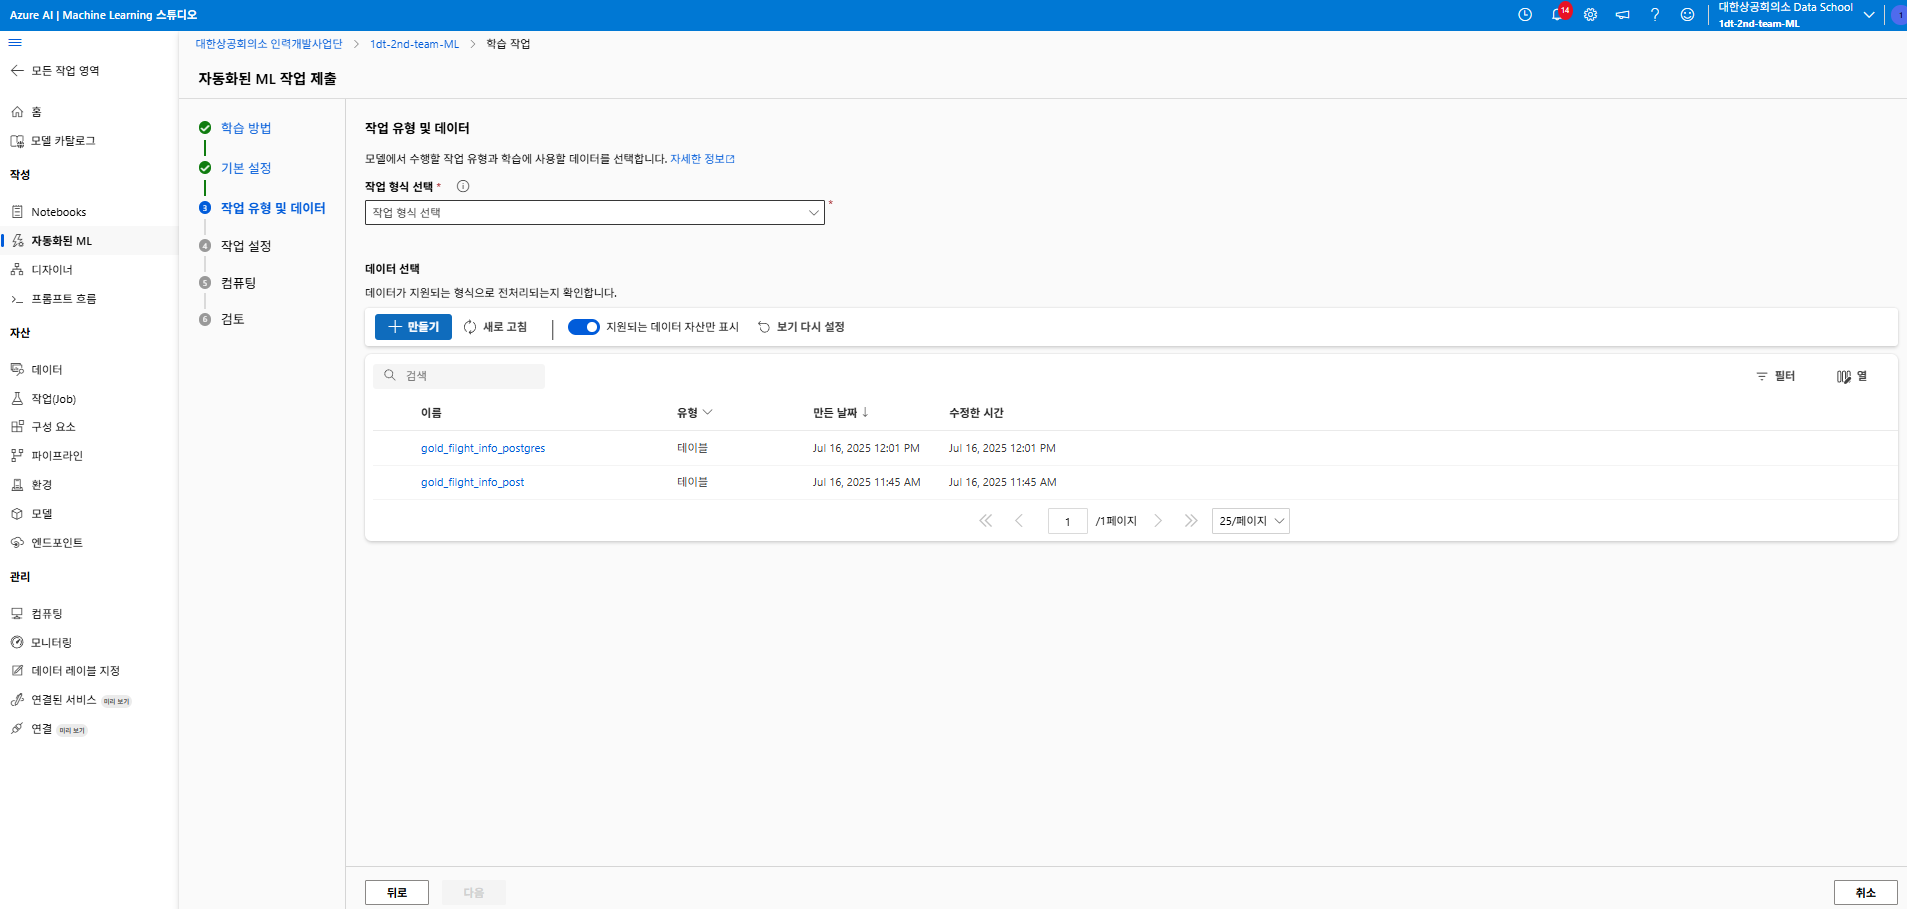 Azure AI | Machine Learning 스튜디오
14
대한상공회의소 Data School
1dt-2nd-team-ML
1
모든 작업 영역
홈
모델 카탈로그
작성
Notebooks
자동화된 ML
디자이너
프롬프트 흐름
자산
데이터
작업(Job)
구성 요소
파이프라인
환경
모델
엔드포인트
관리
컴퓨팅
모니터링
데이터 레이블 지정
연결된 서비스 미리 보기
연결 미리 보기
대한상공회의소 인력개발사업단 > 1dt-2nd-team-ML > 학습 작업
자동화된 ML 작업 제출
학습 방법
기본 설정
3 작업 유형 및 데이터
4 작업 설정
5 컴퓨팅
6 검토
작업 유형 및 데이터
모델에서 수행할 작업 유형과 학습에 사용할 데이터를 선택합니다. 자세한 정보
작업 형식 선택 *
작업 형식 선택 *
데이터 선택
데이터가 지원되는 형식으로 전처리되는지 확인합니다.
만들기 새로 고침 지원되는 데이터 자산만 표시 보기 다시 설정
검색 필터 열
이름 유형 만든 날짜 ↓ 수정한 시간
gold_flight_info_postgres 테이블 Jul 16, 2025 12:01 PM Jul 16, 2025 12:01 PM
gold_flight_info_post 테이블 Jul 16, 2025 11:45 AM Jul 16, 2025 11:45 AM
1 /1페이지 25/페이지
뒤로 다음 취소